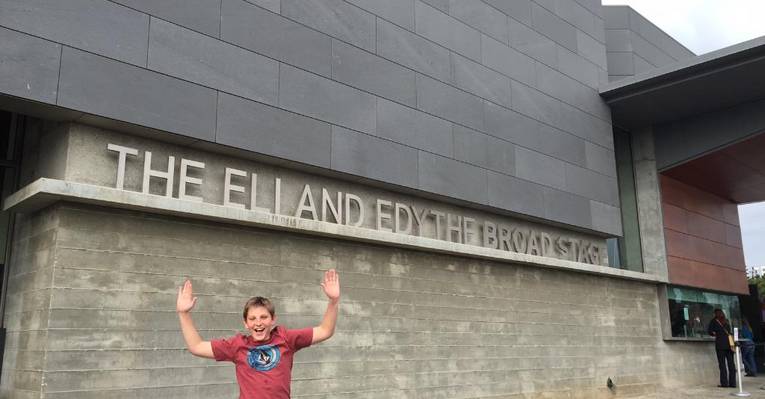 THE ELI AND EDYTHE BROAD STAGE